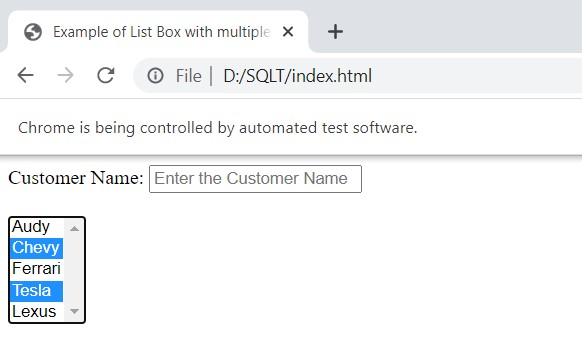 Example of List Box with multiple
File | D:/SQLT/index.html
Chrome is being controlled by automated test software.
Customer Name: Enter the Customer Name
Audy
Chevy
Ferrari
Tesla
Lexus